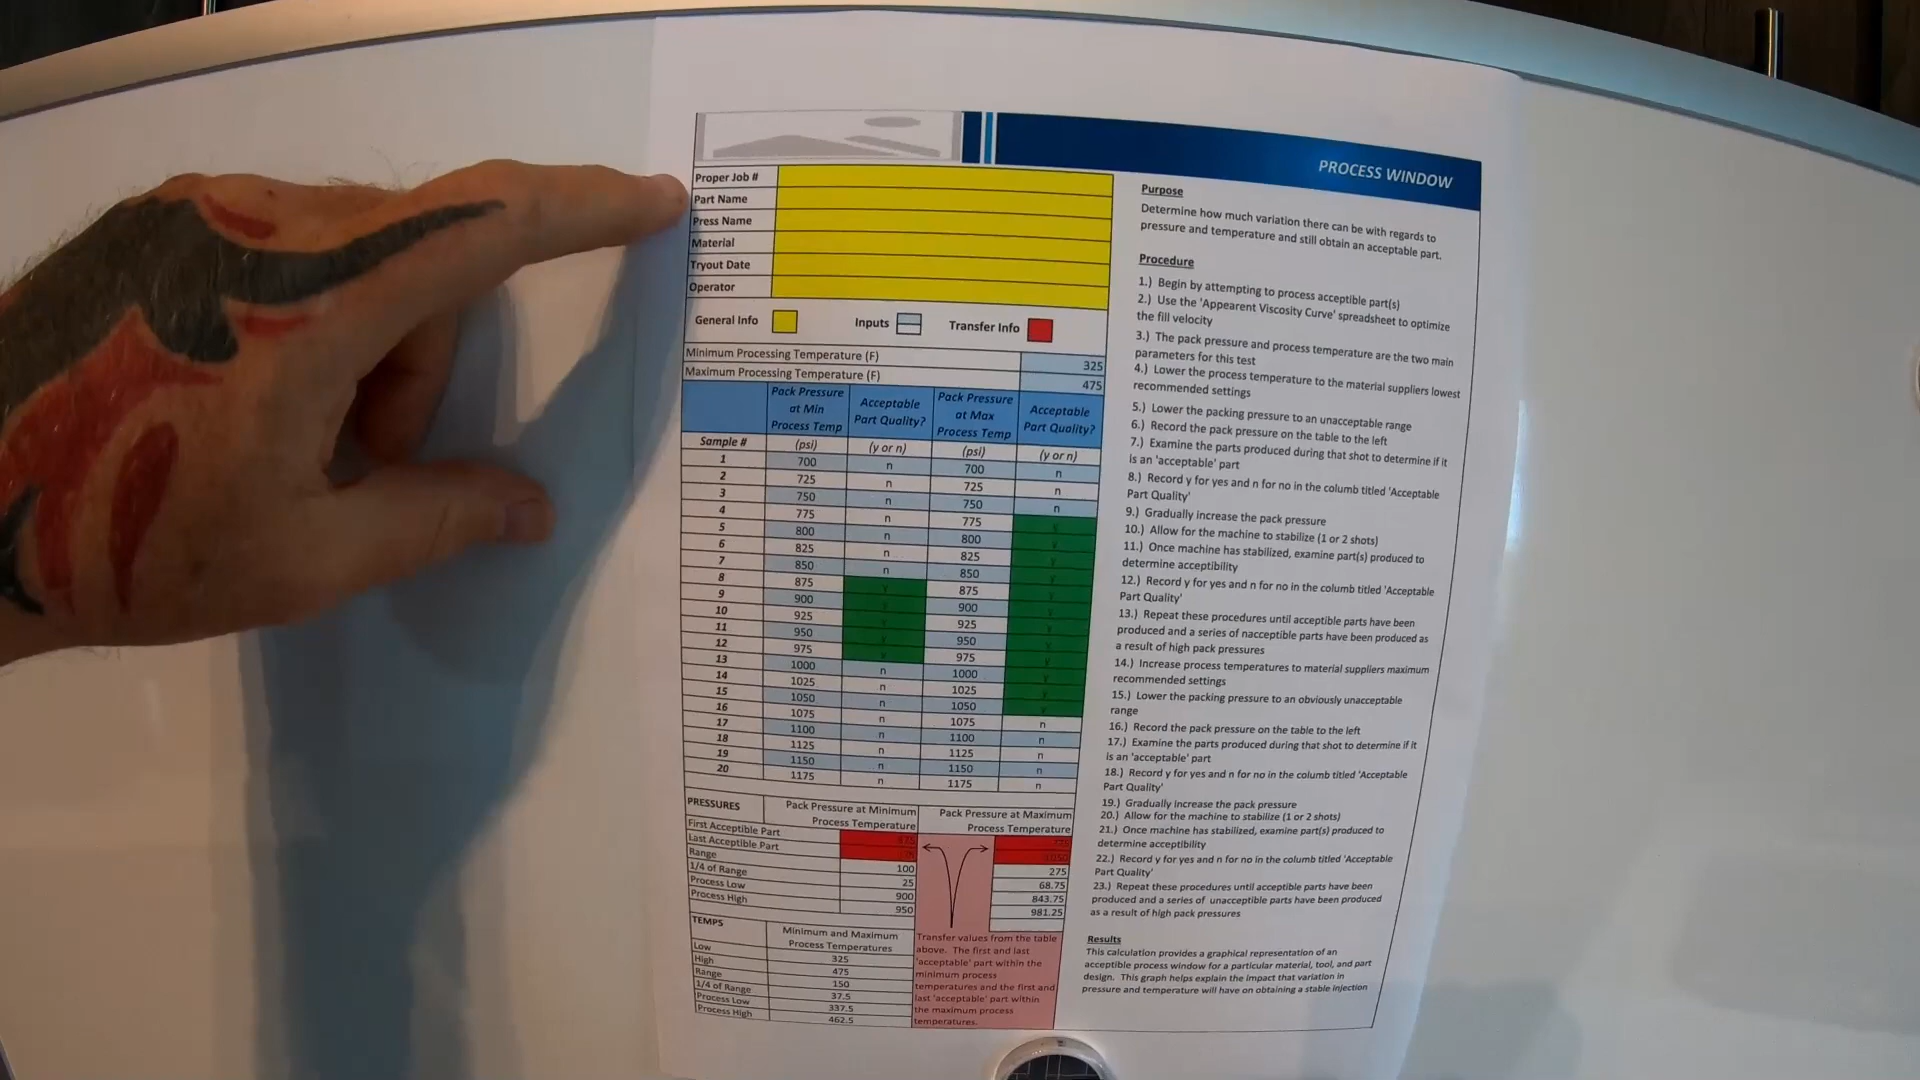 PROCESS WINDOW
Proper Job #
Part Name
Press Name
Material
Tryout Date
Operator
General Info
Inputs
Transfer Info
Minimum Processing Temperature (F) 325
Maximum Processing Temperature (F) 475
Pack Pressure at Min Process Temp
Acceptable Part Quality?
Pack Pressure at Max Process Temp
Acceptable Part Quality?
Sample # (psi) (y or n) (psi) (y or n)
1 700 n 700 n
2 725 n 725 n
3 750 n 750 n
4 775 n 775 y
5 800 n 800 y
6 825 n 825 y
7 850 n 850 y
8 875 y 875 y
9 900 y 900 y
10 925 y 925 y
11 950 y 950 y
12 975 y 975 y
13 1000 n 1000 y
14 1025 n 1025 y
15 1050 n 1050 y
16 1075 n 1075 n
17 1100 n 1100 n
18 1125 n 1125 n
19 1150 n 1150 n
20 1175 n 1175 n
PRESSURES
Pack Pressure at Minimum
Process Temperature
Pack Pressure at Maximum
Process Temperature
First Acceptable Part
Last Acceptable Part
Range 100 275
1/4 of Range 25 68.75
Process Low 900 843.75
Process High 950 981.25
TEMPS
Minimum and Maximum
Process Temperatures
Low 325
High 475
Range 150
1/4 of Range 37.5
Process Low 337.5
Process High 462.5
Transfer values from the table
above. The first and last
'acceptable' part within the
minimum process
temperatures and the first and
last 'acceptable' part within
the maximum process
temperatures.
Purpose
Determine how much variation there can be with regards to
pressure and temperature and still obtain an acceptable part.
Procedure
1.) Begin by attempting to process acceptible part(s)
2.) Use the 'Appearent Viscosity Curve' spreadsheet to optimize
the fill velocity
3.) The pack pressure and process temperature are the two main
parameters for this test
4.) Lower the process temperature to the material suppliers lowest
recommended settings
5.) Lower the packing pressure to an unacceptable range
6.) Record the pack pressure on the table to the left
7.) Examine the parts produced during that shot to determine if it
is an 'acceptable' part
8.) Record y for yes and n for no in the columb titled 'Acceptable
Part Quality'
9.) Gradually increase the pack pressure
10.) Allow for the machine to stabilize (1 or 2 shots)
11.) Once machine has stabilized, examine part(s) produced to
determine acceptibility
12.) Record y for yes and n for no in the columb titled 'Acceptable
Part Quality'
13.) Repeat these procedures until acceptible parts have been
produced and a series of nacceptible parts have been produced as
a result of high pack pressures
14.) Increase process temperatures to material suppliers maximum
recommended settings
15.) Lower the packing pressure to an obviously unacceptable
range
16.) Record the pack pressure on the table to the left
17.) Examine the parts produced during that shot to determine if it
is an 'acceptable' part
18.) Record y for yes and n for no in the columb titled 'Acceptable
Part Quality'
19.) Gradually increase the pack pressure
20.) Allow for the machine to stabilize (1 or 2 shots)
21.) Once machine has stabilized, examine part(s) produced to
determine acceptibility
22.) Record y for yes and n for no in the columb titled 'Acceptable
Part Quality'
23.) Repeat these procedures until acceptible parts have been
produced and a series of unacceptible parts have been produced
as a result of high pack pressures
Results
This calculation provides a graphical representation of an
acceptible process window for a particular material, tool, and part
design. This graph helps explain the impact that variation in
pressure and temperature will have on obtaining a stable injection